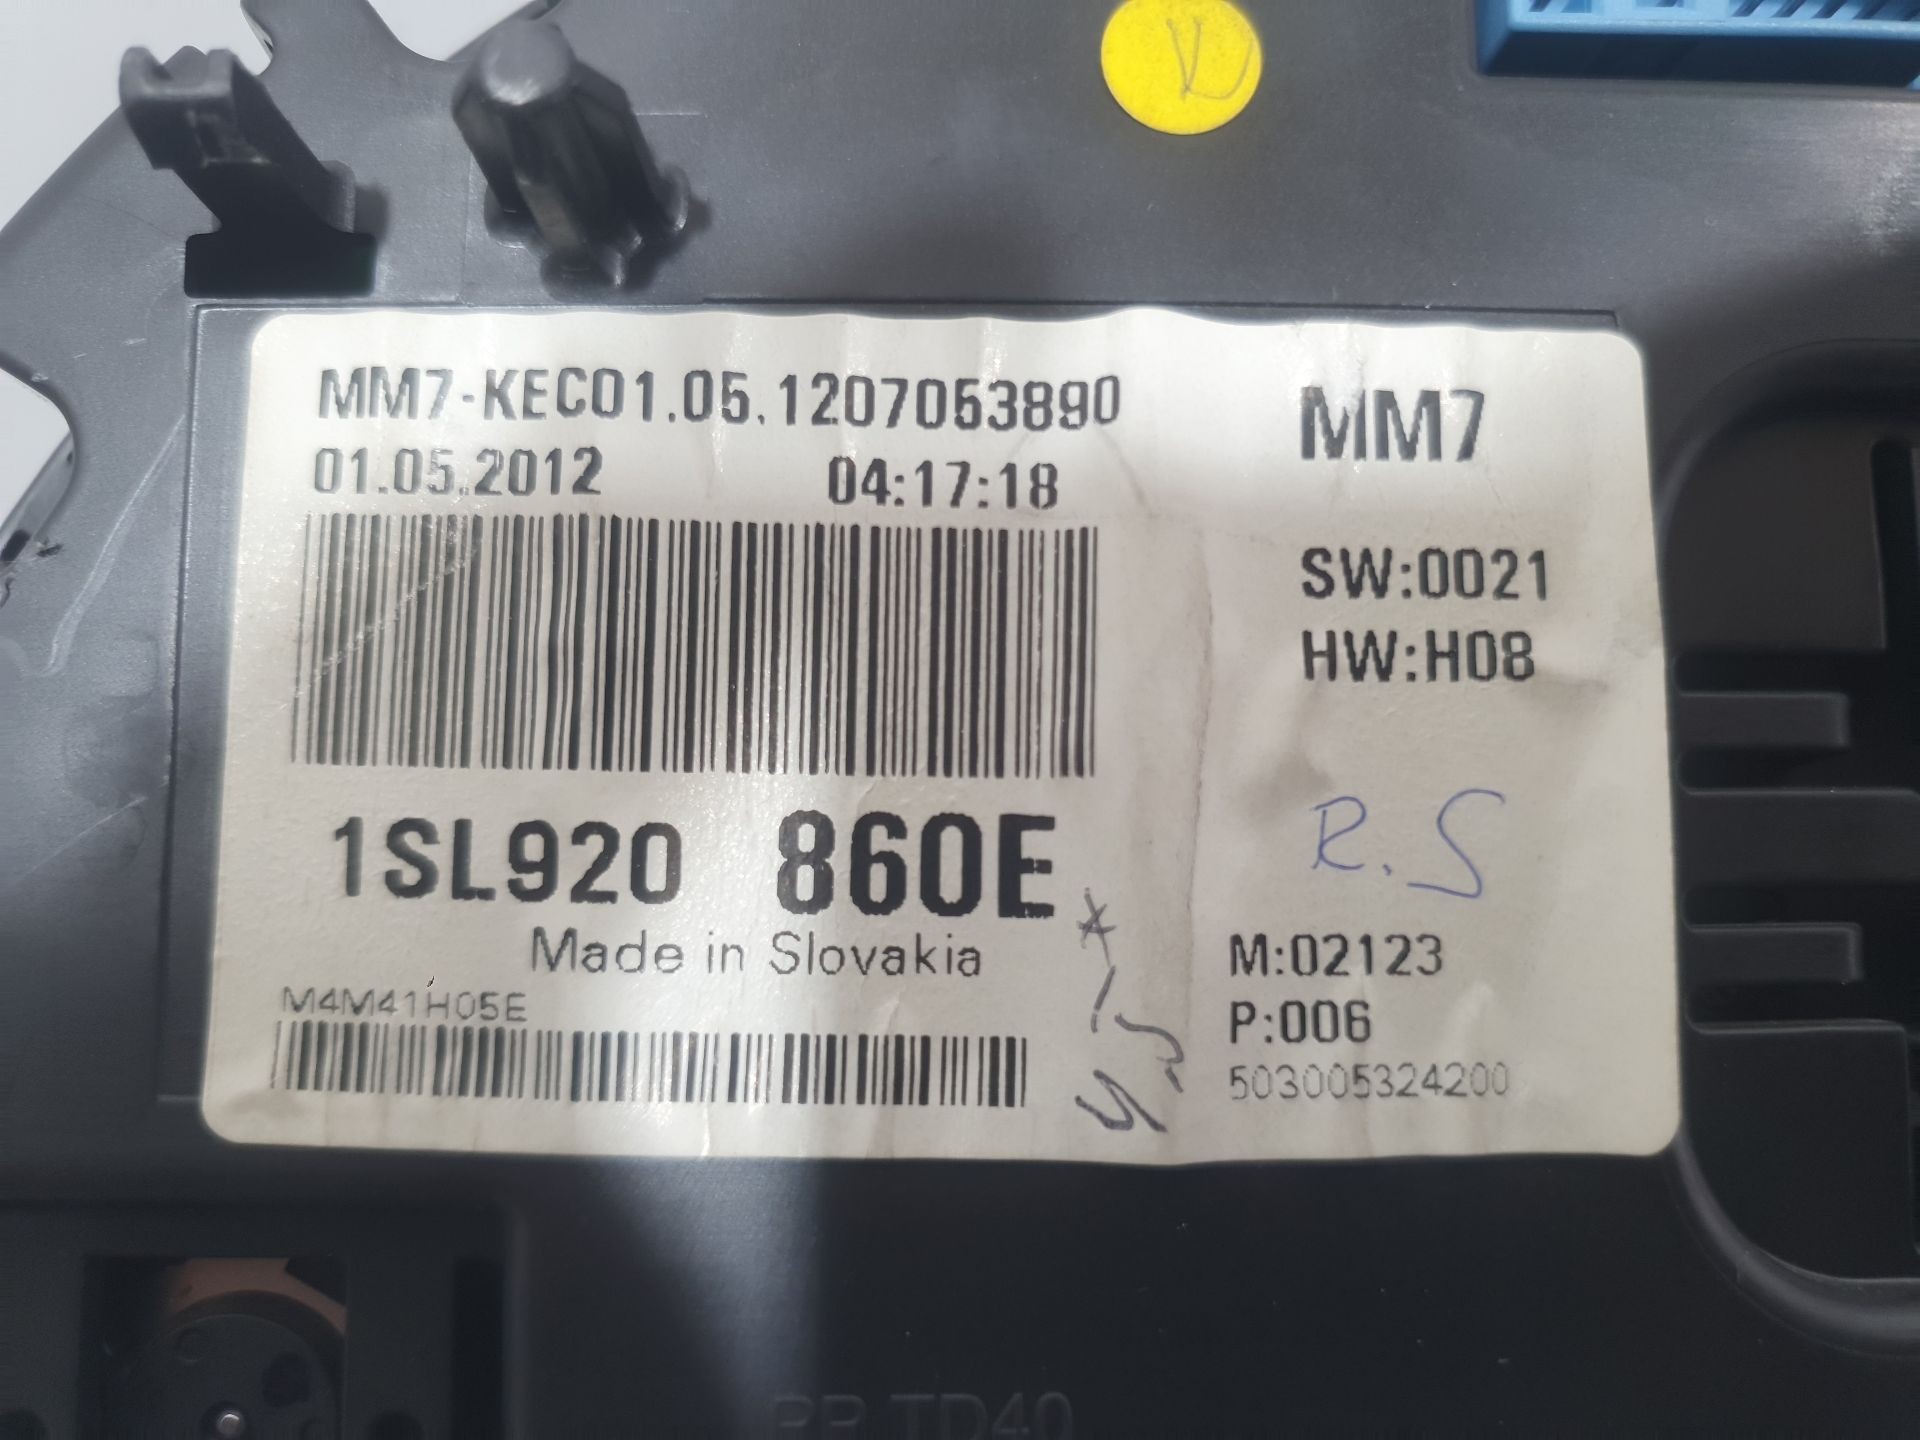 MM7-KEC01.05.1207053890
01.05.2012 04:17:18
MM7
SW:0021
HW:H08
1SL920 860E
R.S
Made in Slovakia
M4M41H05E
M:02123
P:006
503005324200
TD40